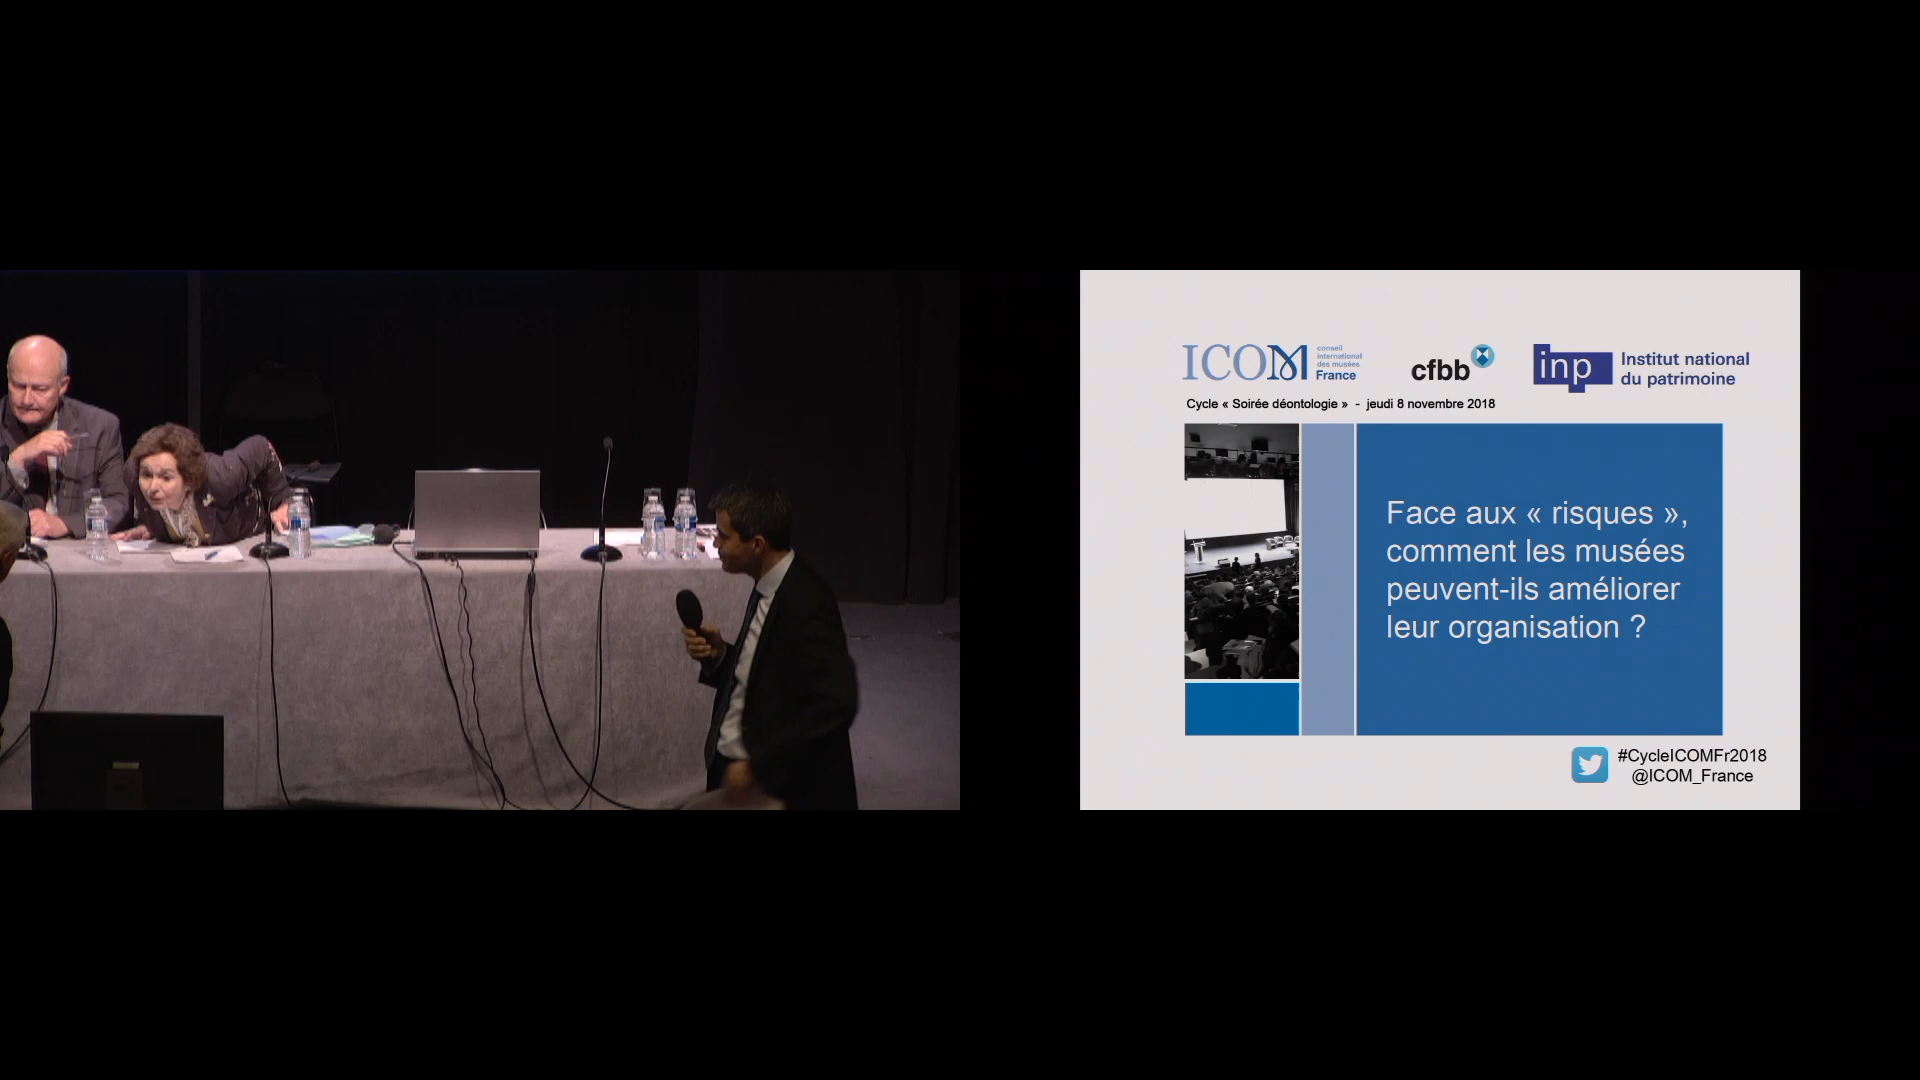 ICOM
conseil
international
des musées
France
cfbb
inp
Institut national
du patrimoine
Cycle « Soirée déontologie » - jeudi 8 novembre 2018
Face aux « risques »,
comment les musées
peuvent-ils améliorer
leur organisation ?
#CycleICOMFr2018
@ICOM_France